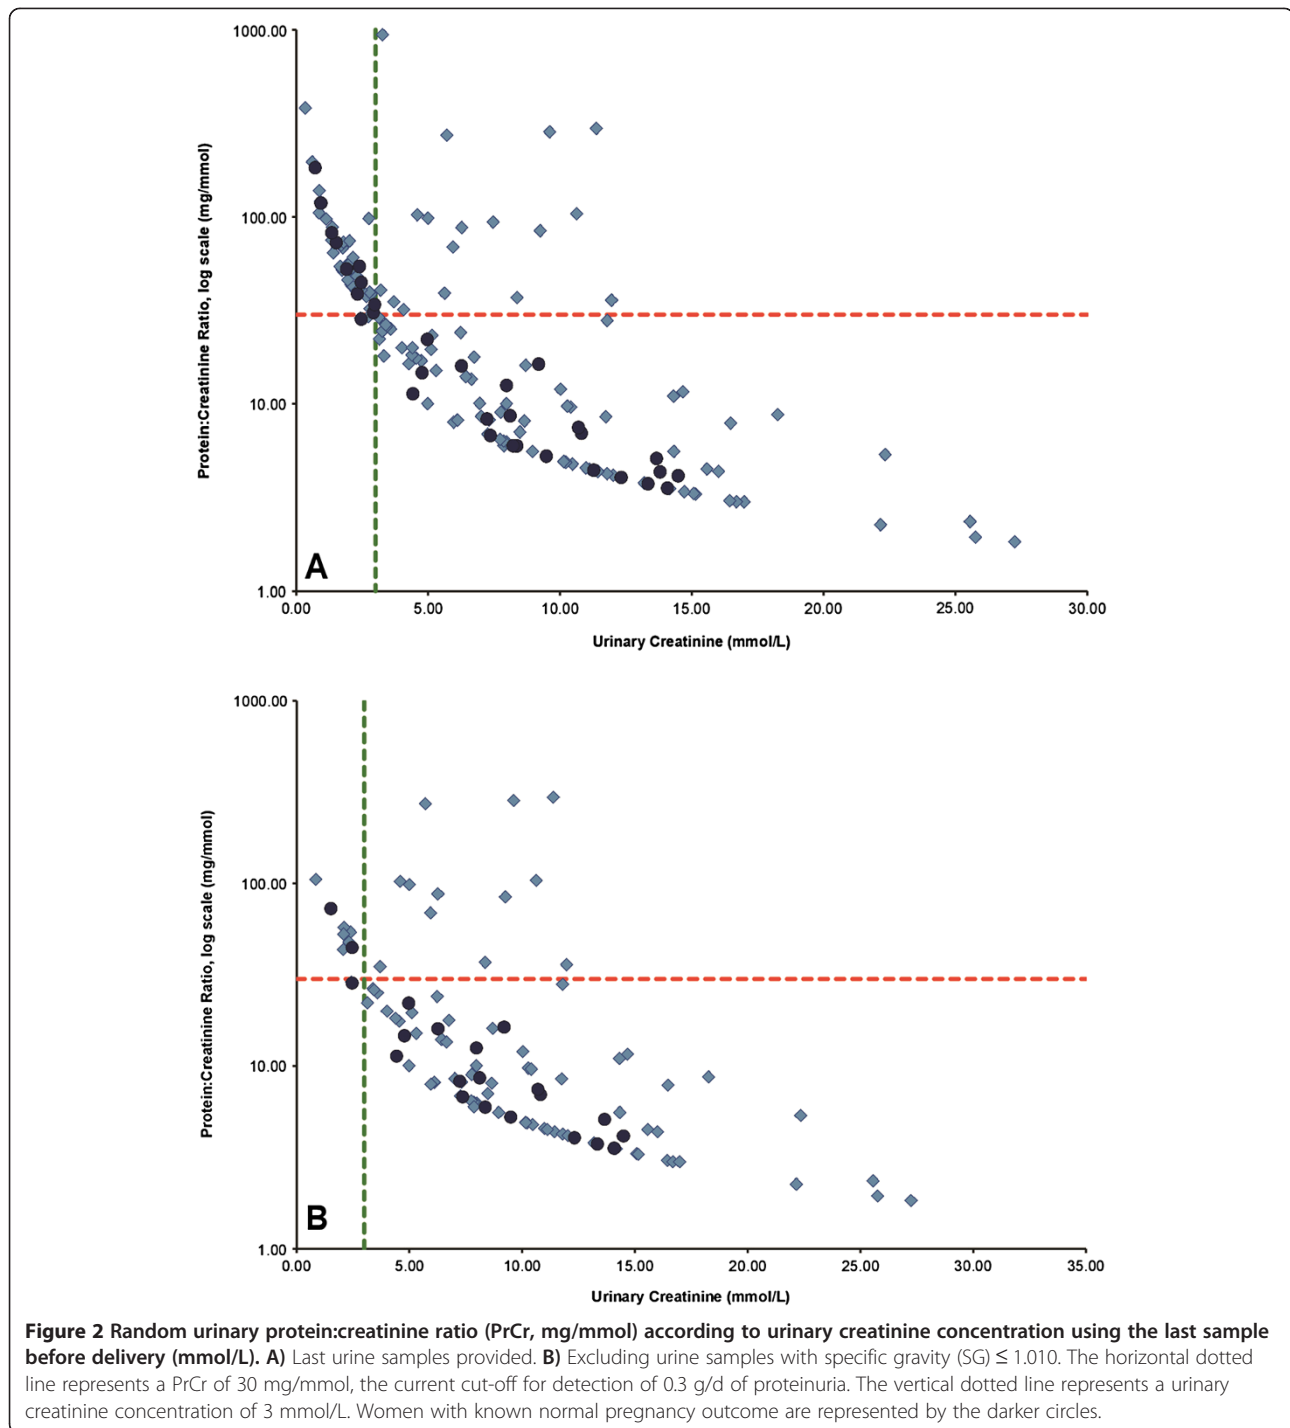 1000.00
100.00
10.00
1.00
Protein:Creatinine Ratio, log scale (mg/mmol)
A
0.00 5.00 10.00 15.00 20.00 25.00 30.00
Urinary Creatinine (mmol/L)
1000.00
100.00
10.00
1.00
Protein:Creatinine Ratio, log scale (mg/mmol)
B
0.00 5.00 10.00 15.00 20.00 25.00 30.00 35.00
Urinary Creatinine (mmol/L)
Figure 2 Random urinary protein:creatinine ratio (PrCr, mg/mmol) according to urinary creatinine concentration using the last sample
before delivery (mmol/L). A) Last urine samples provided. B) Excluding urine samples with specific gravity (SG) ≤ 1.010. The horizontal dotted
line represents a PrCr of 30 mg/mmol, the current cut-off for detection of 0.3 g/d of proteinuria. The vertical dotted line represents a urinary
creatinine concentration of 3 mmol/L. Women with known normal pregnancy outcome are represented by the darker circles.